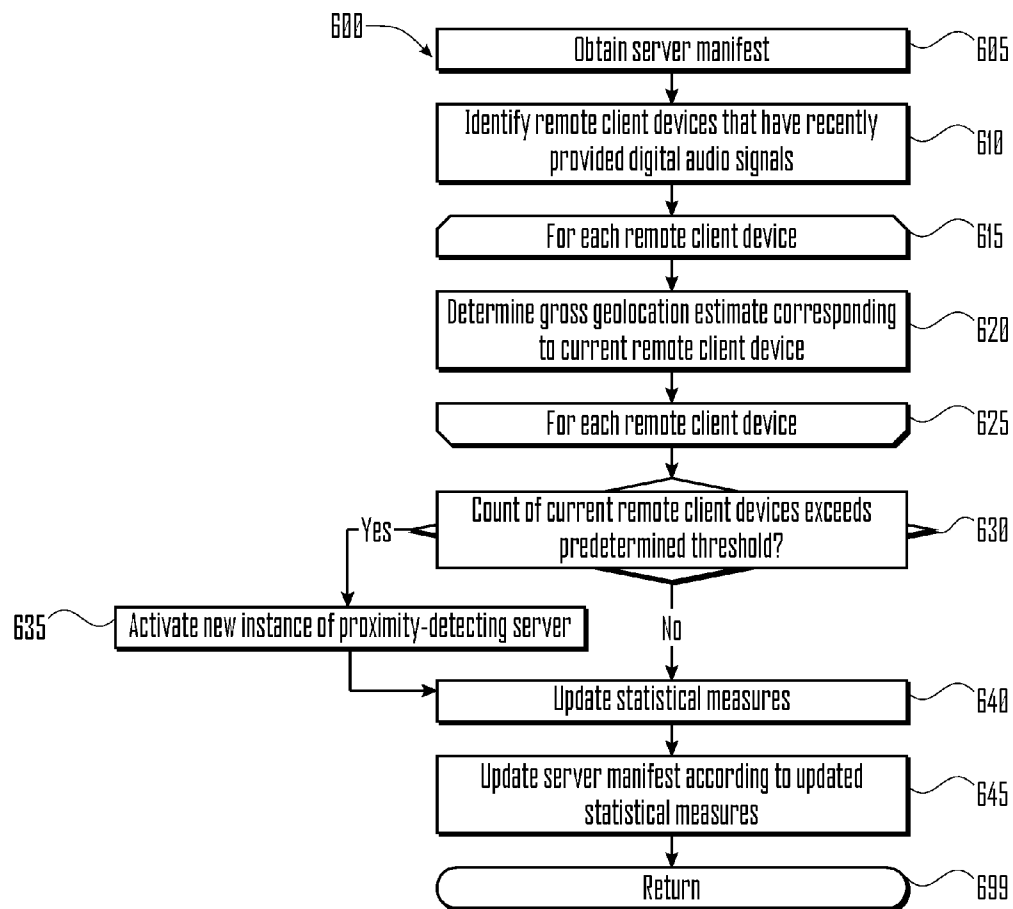 600
Obtain server manifest
605
Identify remote client devices that have recently
provided digital audio signals
610
For each remote client device
615
Determine gross geolocation estimate corresponding
to current remote client device
620
For each remote client device
625
Count of current remote client devices exceeds
predetermined threshold?
630
Yes
635
Activate new instance of proximity-detecting server
No
Update statistical measures
640
Update server manifest according to updated
statistical measures
645
Return
699